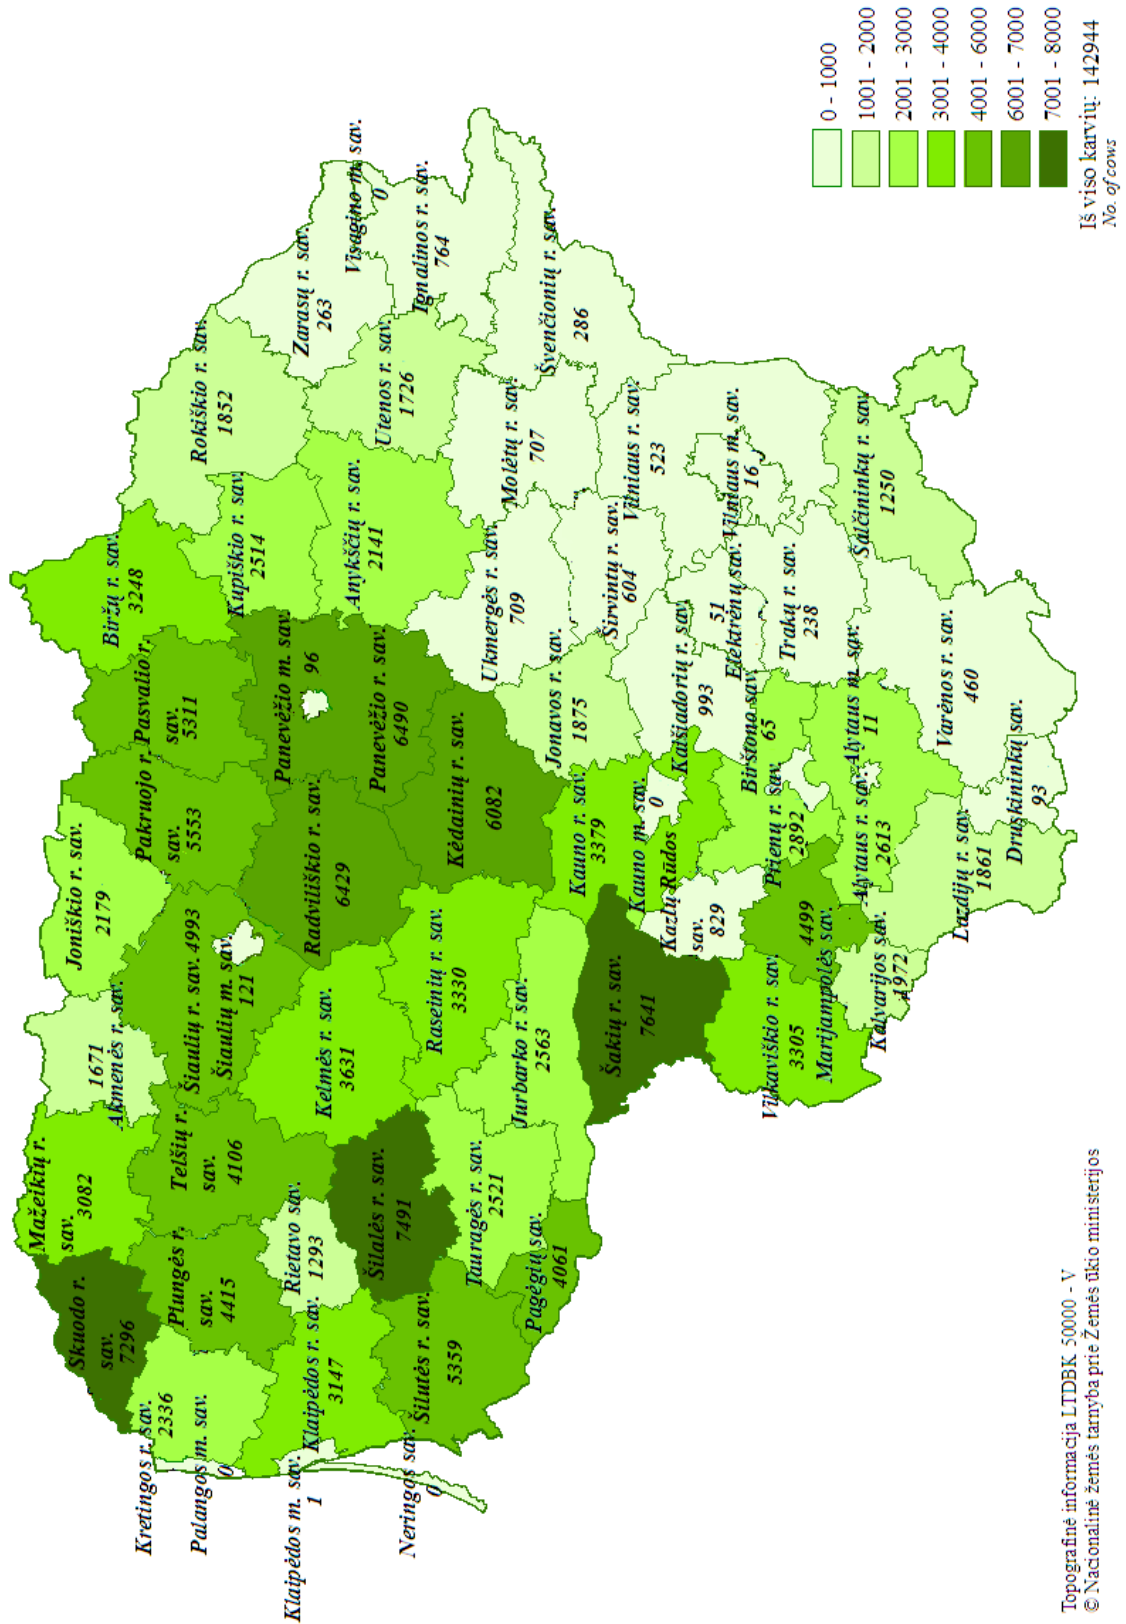 Skuodo r.
sav.
7296
Mažeikių r.
sav.
3082
1671
Akmenės r. sav.
Joniškio r. sav.
2179
Pakruojo r.
sav.
5553
Pasvalio r.
sav.
5311
Biržų r. sav.
3248
Rokiškio r. sav.
1852
Kretingos r. sav.
2336
Palangos m. sav.
0
Plungės r.
sav.
4415
Telšių r.
sav.
4106
Šiaulių r. sav. 4993
Šiaulių m. sav.
121
Radviliškio r. sav.
6429
Panevėžio m. sav.
96
Panevėžio r. sav.
6490
Kupiškio r. sav.
2514
Anykščių r. sav.
2141
Utenos r. sav.
1726
Zarasų r. sav.
263
Visagino m. sav.
0
Ignalinos r. sav.
764
Klaipėdos m. sav.
1
Klaipėdos r. sav.
3147
Rietavo sav.
1293
Kelmės r. sav.
3631
Šilalės r. sav.
7491
Neringos sav.
0
Šilutės r. sav.
5359
Tauragės r. sav.
2521
Pagėgių sav.
4061
Raseinių r. sav.
3330
Jurbarko r. sav.
2563
Kėdainių r. sav.
6082
Ukmergės r. sav.
709
Molėtų r. sav.
707
Švenčionių r. sav.
286
Jonavos r. sav.
1875
Širvintų r. sav.
604
Vilniaus r. sav.
523
Vilniaus m. sav.
16
Šakių r. sav.
7641
Kauno r. sav.
3379
Kauno m. sav.
0
Kaišiadorių r. sav.
993
51
Elektrėnų sav.
Trakų r. sav.
238
Kazlų Rūdos
sav.
829
Prienų r. sav.
2892
Birštono sav.
65
Vilkaviškio r. sav.
3305
4499
Marijampolės sav.
Kalvarijos sav.
1972
Alytaus r. sav.
2613
Alytaus m. sav.
11
Šalčininkų r. sav.
1250
Lazdijų r. sav.
1861
Varėnos r. sav.
460
Druskininkų sav.
93
0 - 1000
1001 - 2000
2001 - 3000
3001 - 4000
4001 - 6000
6001 - 7000
7001 - 8000
Iš viso karvių: 142944
No. of cows
Topografinė informacija LTDBK 50000 - V
© Nacionalinė žemės tarnyba prie Žemės ūkio ministerijos